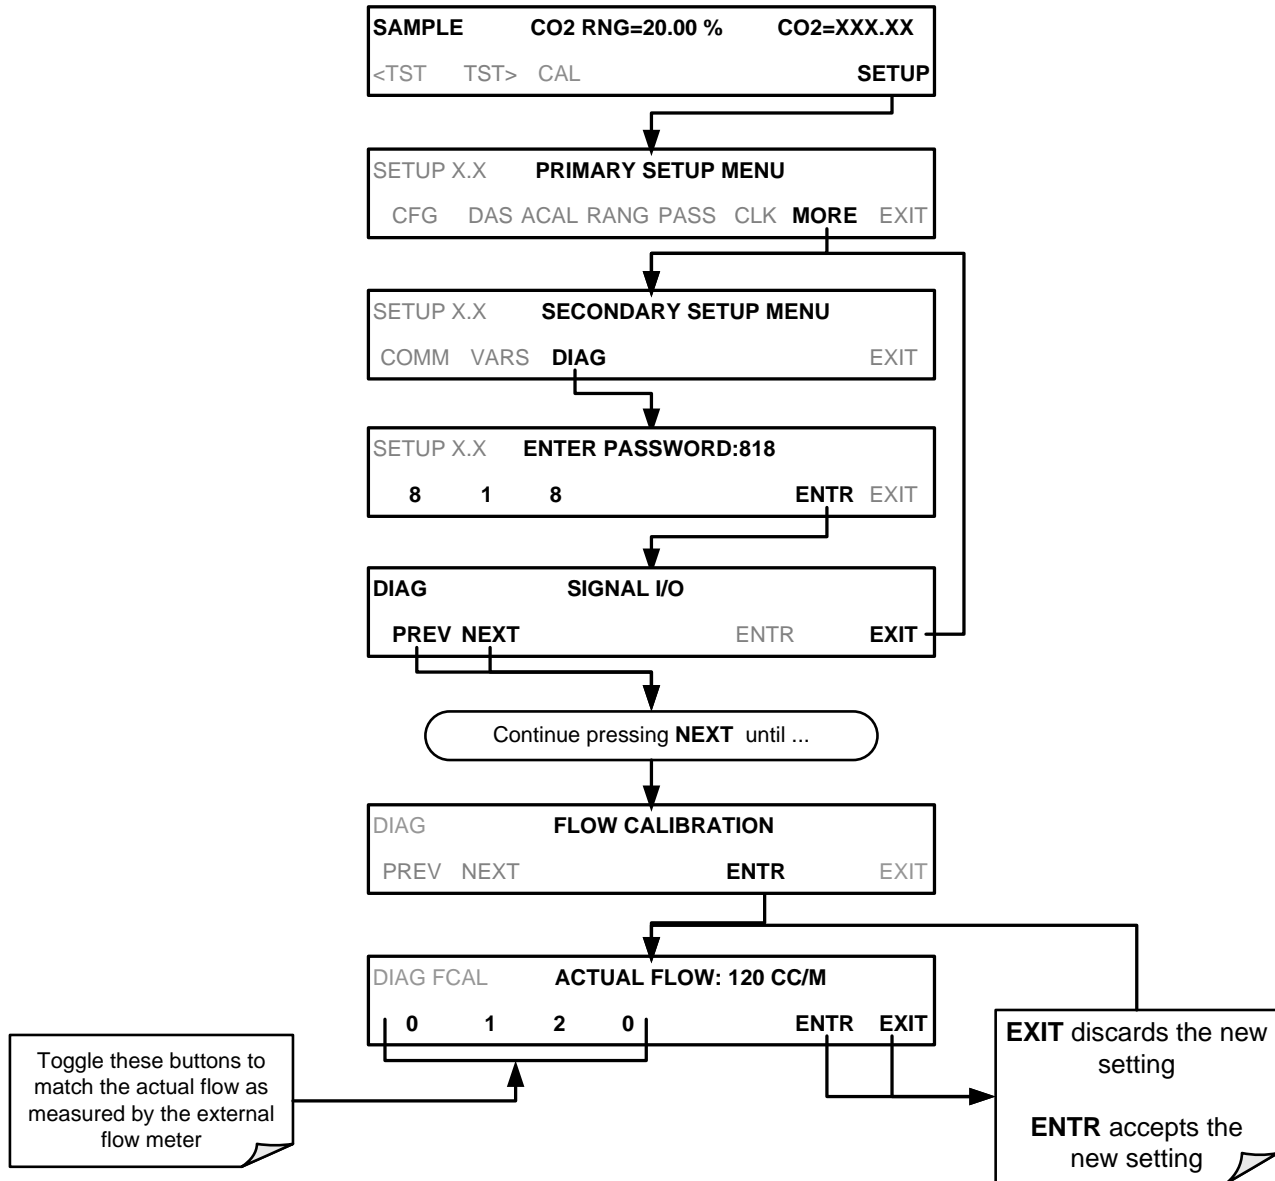 SAMPLE CO2 RNG=20.00 % CO2=XXX.XX
<TST TST> CAL SETUP
SETUP X.X PRIMARY SETUP MENU
CFG DAS ACAL RANG PASS CLK MORE EXIT
SETUP X.X SECONDARY SETUP MENU
COMM VARS DIAG EXIT
SETUP X.X ENTER PASSWORD:818
8 1 8 ENTR EXIT
DIAG SIGNAL I/O
PREV NEXT ENTR EXIT
Continue pressing NEXT until ...
DIAG FLOW CALIBRATION
PREV NEXT ENTR EXIT
DIAG FCAL ACTUAL FLOW: 120 CC/M
0 1 2 0 ENTR EXIT
Toggle these buttons to
match the actual flow as
measured by the external
flow meter
EXIT discards the new
setting
ENTR accepts the
new setting